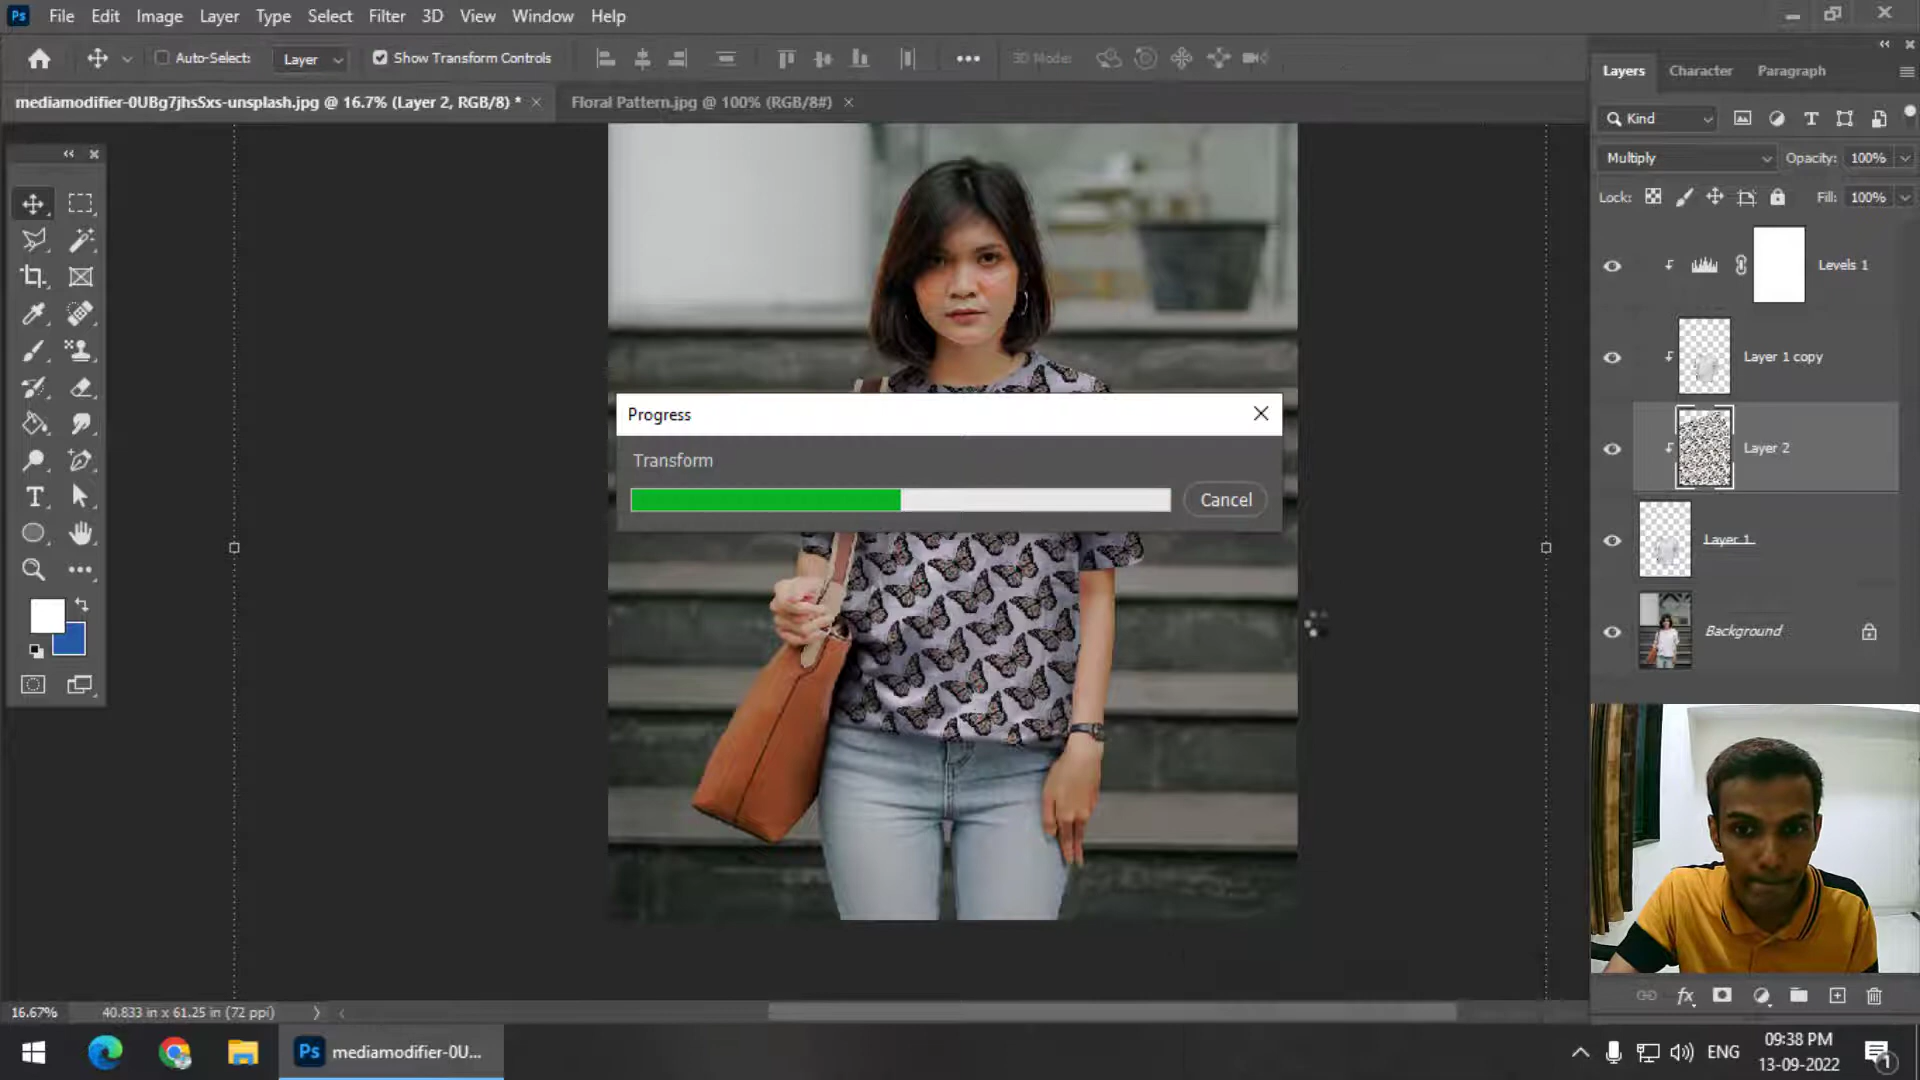 Ps File Edit Image Layer Type Select Filter 3D View Window Help
Auto-Select: Layer Show Transform Controls 3D Mode:
mediamodifier-0UBg7jhsSxs-unsplash.jpg @ 16.7% (Layer 2, RGB/8) *
Floral Pattern.jpg @ 100% (RGB/8#)
Layers Character Paragraph
Kind
Multiply Opacity: 100%
Lock: Fill: 100%
Levels 1
Layer 1 copy
Layer 2
Layer 1
Background
Progress
Transform
Cancel
16.67% 40.833 in x 61.25 in (72 ppi)
Ps mediamodifier-0U...
ENG
09:38 PM
13-09-2022
1